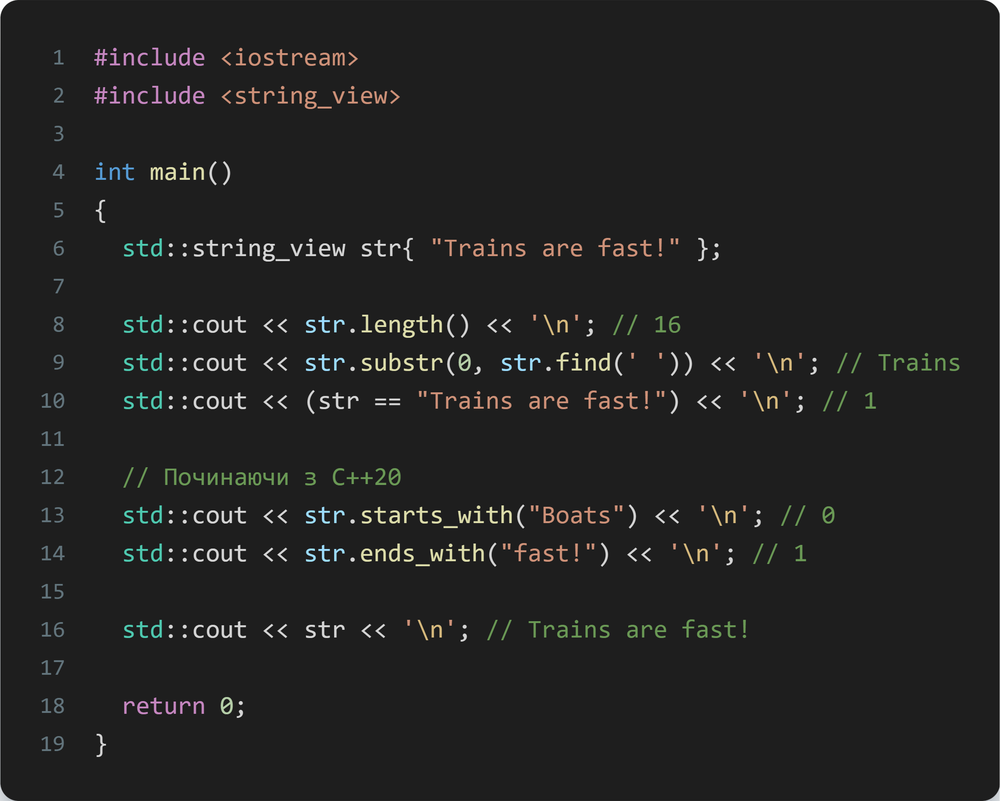 1 #include <iostream>
2 #include <string_view>
3
4 int main()
5 {
6   std::string_view str{ "Trains are fast!" };
7
8   std::cout << str.length() << '\n'; // 16
9   std::cout << str.substr(0, str.find(' ')) << '\n'; // Trains
10   std::cout << (str == "Trains are fast!") << '\n'; // 1
11
12   // Починаючи з C++20
13   std::cout << str.starts_with("Boats") << '\n'; // 0
14   std::cout << str.ends_with("fast!") << '\n'; // 1
15
16   std::cout << str << '\n'; // Trains are fast!
17
18   return 0;
19 }